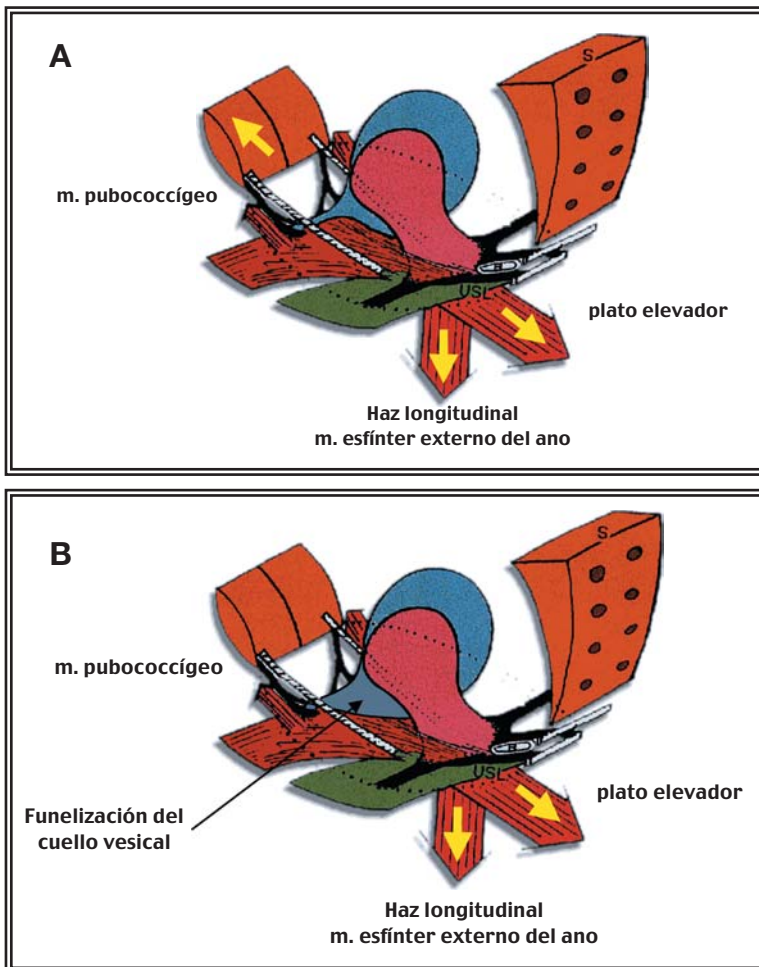 A
S
m. pubococcígeo
USL
plato elevador
Haz longitudinal
m. esfínter externo del ano
B
S
m. pubococcígeo
USL
plato elevador
Funelización del
cuello vesical
Haz longitudinal
m. esfínter externo del ano